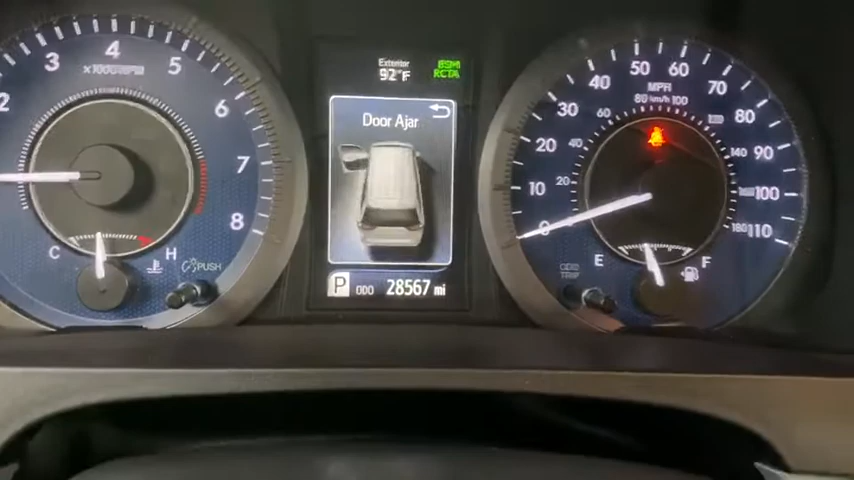 2 3 4 5 6 7 8
x1000r/min
C H
PUSH
Exterior
92°F
BSM
RCTA
Door Ajar
P ODO 28567 mi
0 10 20 30 40 50 60 70 80 90 100 110
MPH
km/h
20 40 60 80 100 140 180
ODO
TRIP
E F